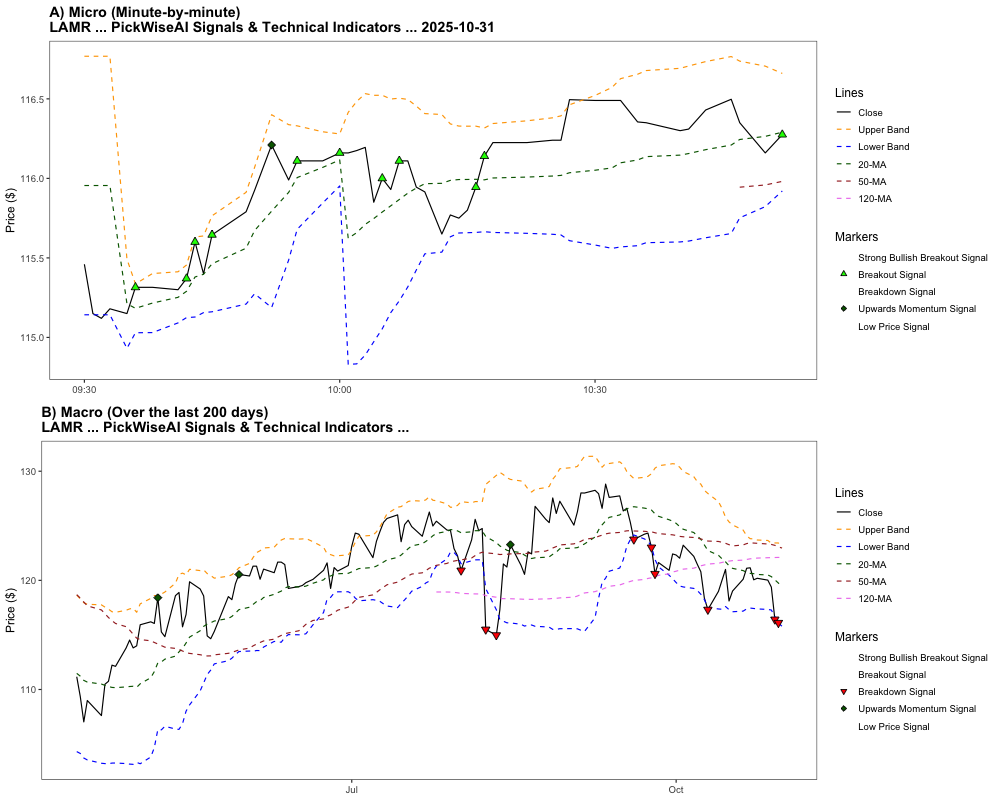 A) Micro (Minute-by-minute)
LAMR ... PickWiseAI Signals & Technical Indicators ... 2025-10-31
Price ($)
116.5
116.0
115.5
115.0
09:30
10:00
10:30
Lines
Close
Upper Band
Lower Band
20-MA
50-MA
120-MA
Markers
Strong Bullish Breakout Signal
Breakout Signal
Breakdown Signal
Upwards Momentum Signal
Low Price Signal
B) Macro (Over the last 200 days)
LAMR ... PickWiseAI Signals & Technical Indicators ...
Price ($)
130
120
110
Jul
Oct
Lines
Close
Upper Band
Lower Band
20-MA
50-MA
120-MA
Markers
Strong Bullish Breakout Signal
Breakout Signal
Breakdown Signal
Upwards Momentum Signal
Low Price Signal